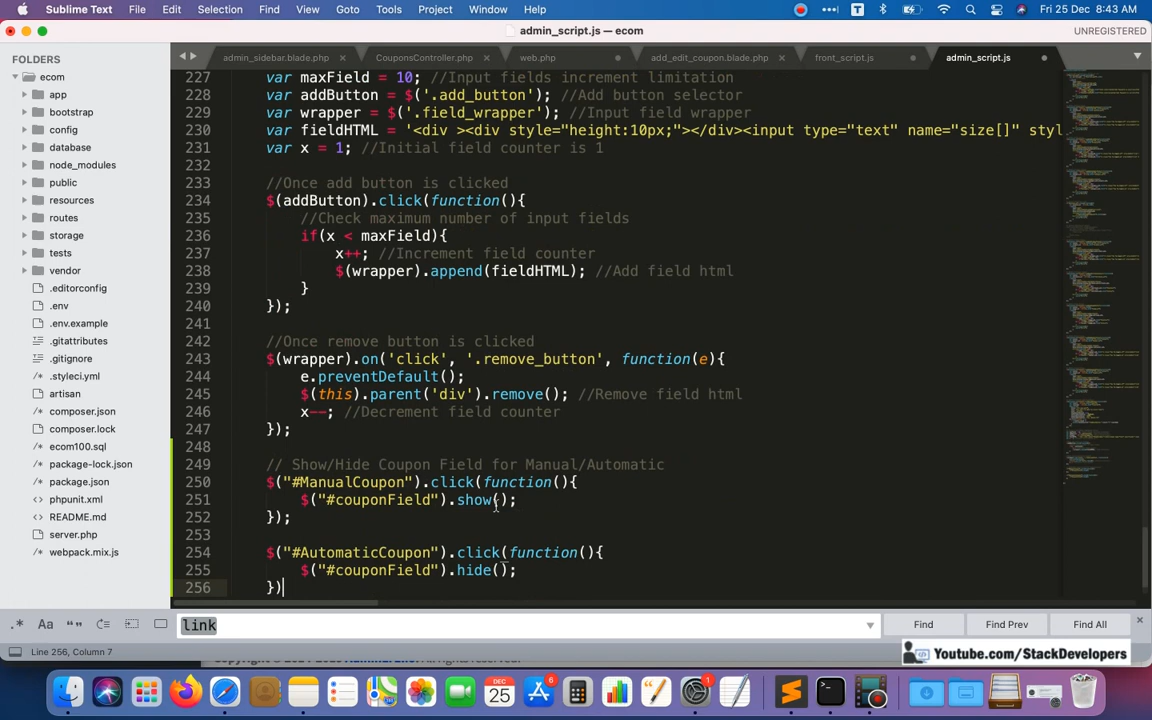 Sublime Text File Edit Selection Find View Goto Tools Project Window Help Fri 25 Dec 8:43 AM
admin_script.js — ecom UNREGISTERED
FOLDERS
ecom
app
bootstrap
config
database
node_modules
public
resources
routes
storage
tests
vendor
.editorconfig
.env
.env.example
.gitattributes
.gitignore
.styleci.yml
artisan
composer.json
composer.lock
ecom100.sql
package-lock.json
package.json
phpunit.xml
README.md
server.php
webpack.mix.js
admin_sidebar.blade.php CouponsController.php web.php add_edit_coupon.blade.php front_script.js admin_script.js
227 var maxField = 10; //Input fields increment limitation
228 var addButton = $('.add_button'); //Add button selector
229 var wrapper = $('.field_wrapper'); //Input field wrapper
230 var fieldHTML = '<div ><div style="height:10px;"></div><input type="text" name="size[]" styl
231 var x = 1; //Initial field counter is 1
232
233 //Once add button is clicked
234 $(addButton).click(function(){
235 //Check maximum number of input fields
236 if(x < maxField){
237 x++; //Increment field counter
238 $(wrapper).append(fieldHTML); //Add field html
239 }
240 });
241
242 //Once remove button is clicked
243 $(wrapper).on('click', '.remove_button', function(e){
244 e.preventDefault();
245 $(this).parent('div').remove(); //Remove field html
246 x--; //Decrement field counter
247 });
248
249 // Show/Hide Coupon Field for Manual/Automatic
250 $("#ManualCoupon").click(function(){
251 $("#couponField").show();
252 });
253
254 $("#AutomaticCoupon").click(function(){
255 $("#couponField").hide();
256 })
link Find Find Prev Find All
Line 256, Column 7
Youtube.com/StackDevelopers
DEC
25
6
1